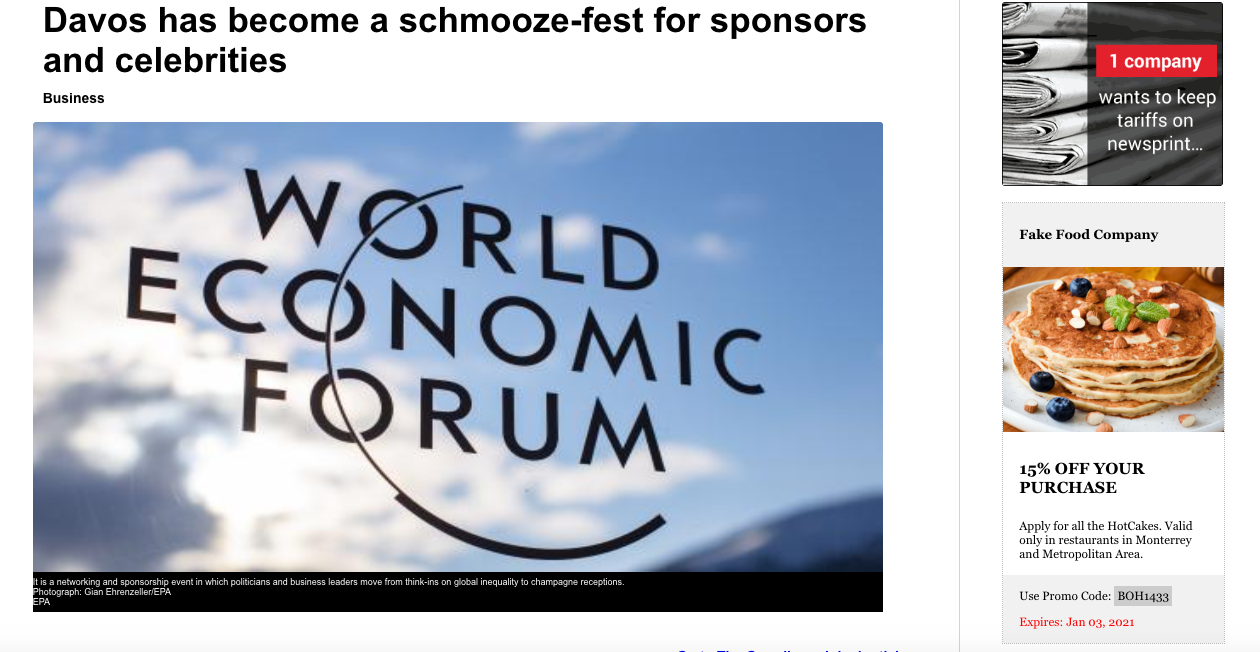 Davos has become a schmooze-fest for sponsors
and celebrities
Business
WORLD
ECONOMIC
FORUM
It is a networking and sponsorship event in which politicians and business leaders move from think-ins on global inequality to champagne receptions.
Photograph: Gian Ehrenzeller/EPA
EPA
1 company
wants to keep
tariffs on
newsprint...
Fake Food Company
15% OFF YOUR
PURCHASE
Apply for all the HotCakes. Valid
only in restaurants in Monterrey
and Metropolitan Area.
Use Promo Code: BOH1433
Expires: Jan 03, 2021